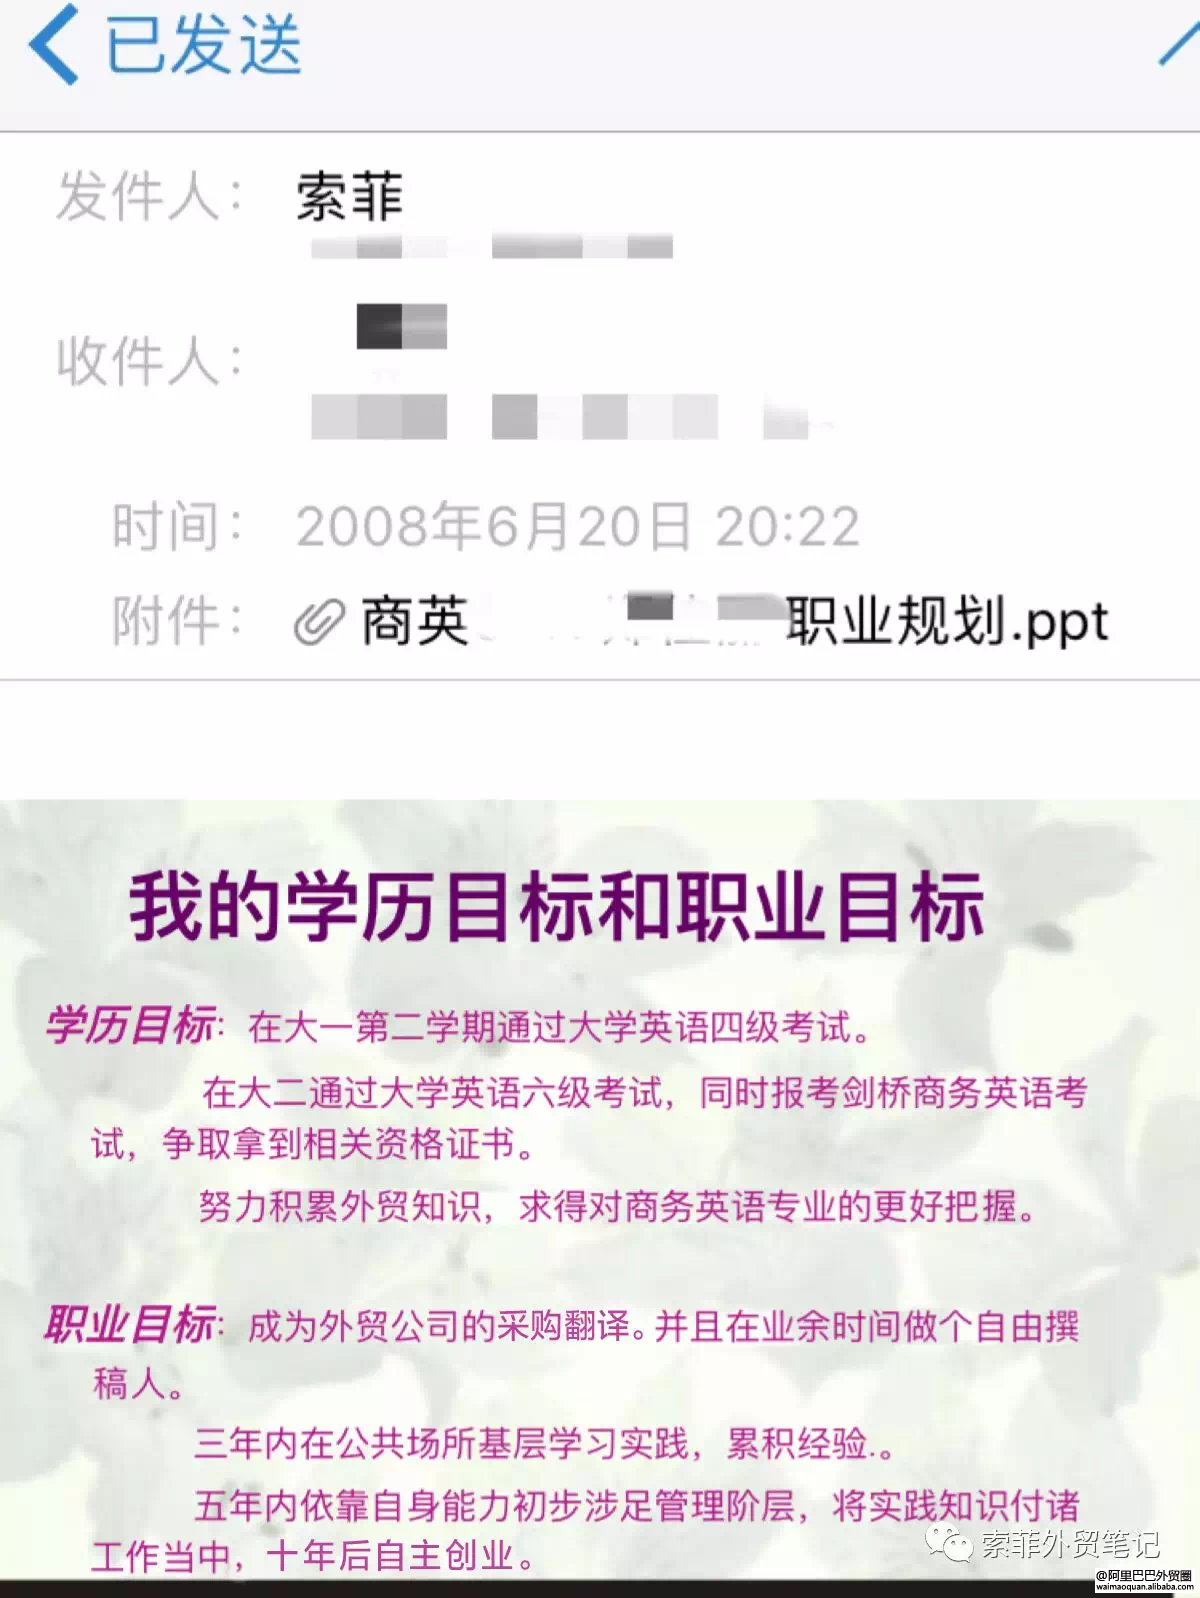 已发送
发件人： 索菲
收件人：
时间： 2008年6月20日 20:22
附件： 商英 职业规划.ppt
我的学历目标和职业目标
学历目标：在大一第二学期通过大学英语四级考试。
在大二通过大学英语六级考试，同时报考剑桥商务英语考
试，争取拿到相关资格证书。
努力积累外贸知识，求得对商务英语专业的更好把握。
职业目标：成为外贸公司的采购翻译。并且在业余时间做个自由撰
稿人。
三年内在公共场所基层学习实践，累积经验.。
五年内依靠自身能力初步涉足管理阶层，将实践知识付诸
工作当中，十年后自主创业。
索菲外贸笔记
@阿里巴巴外贸圈
waimaoquan.alibaba.com